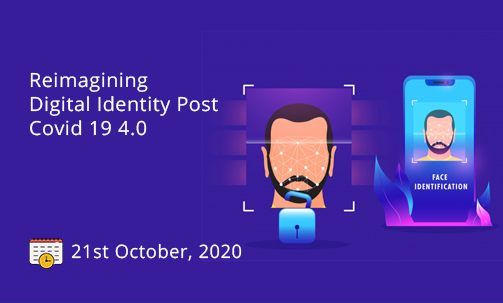 Reimagining
Digital Identity Post
Covid 19 4.0
FACE
IDENTIFICATION
21st October, 2020